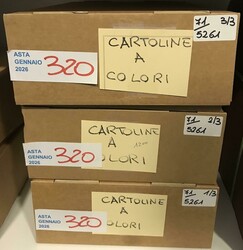 ASTA
GENNAIO
2026
320
CARTOLINE
A
COLORI
71 3/3
5261
ASTA
GENNAIO
2026
320
CARTOLINE
A
COLORI
71 2/3
5261
ASTA
GENNAIO
2026
320
CARTOLINE
A
COLORI
71 1/3
5261